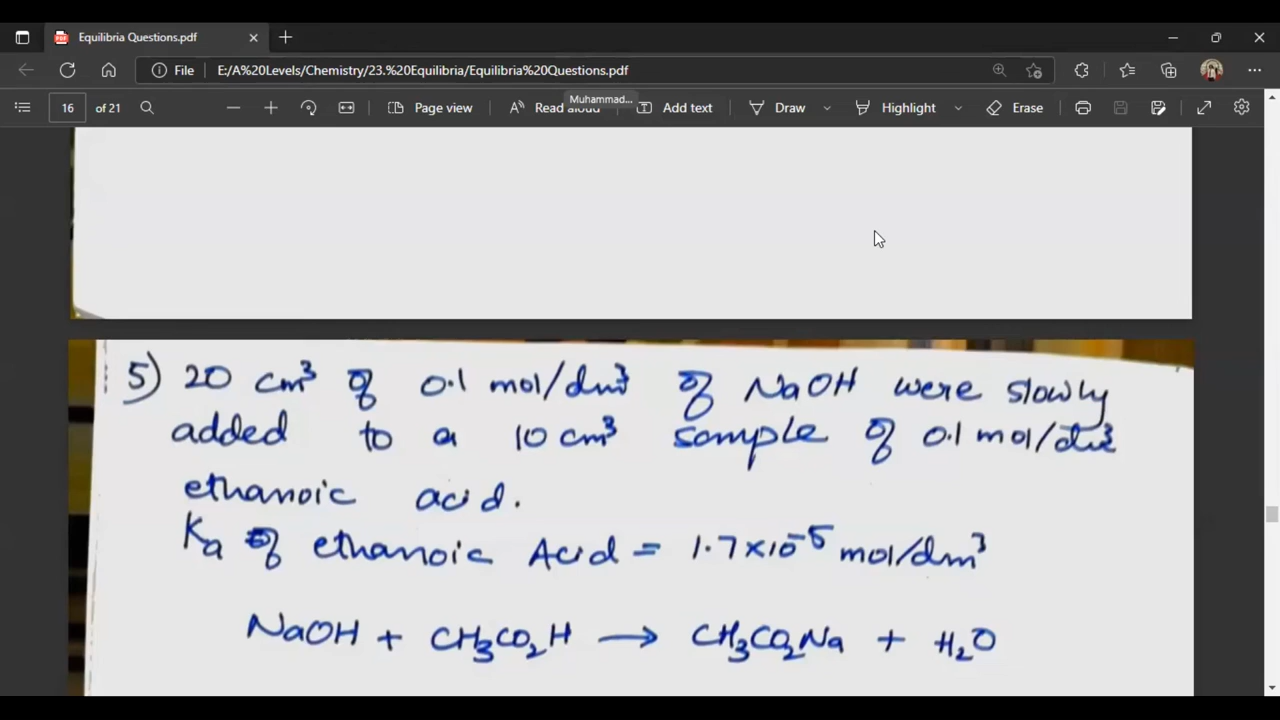 Equilibria Questions.pdf
File E:/A%20Levels/Chemistry/23.%20Equilibria/Equilibria%20Questions.pdf
16 of 21 Page view Read aloud Add text Draw Highlight Erase
Muhammad...
5) 20 cm³ of 0.1 mol/dm³ of NaOH were slowly
added to a 10 cm³ sample of 0.1 mol/dm³
ethanoic acid.
Ka of ethanoic Acid = 1.7×10⁻⁵ mol/dm³
NaOH + CH₃CO₂H → CH₃CO₂Na + H₂O